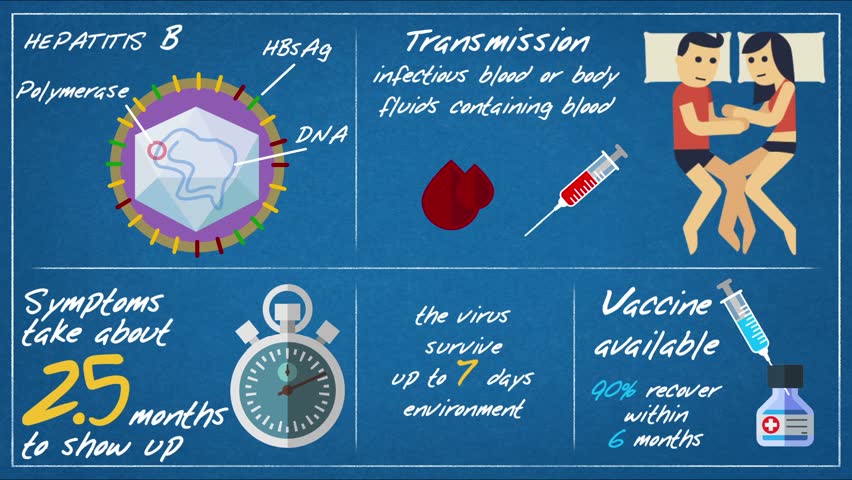 HEPATITIS B
HBsAg
Polymerase
DNA
Transmission
infectious blood or body
fluids containing blood
Symptoms
take about
2.5 months
to show up
the virus
survive
up to 7 days
environment
Vaccine
available
90% recover
within
6 months